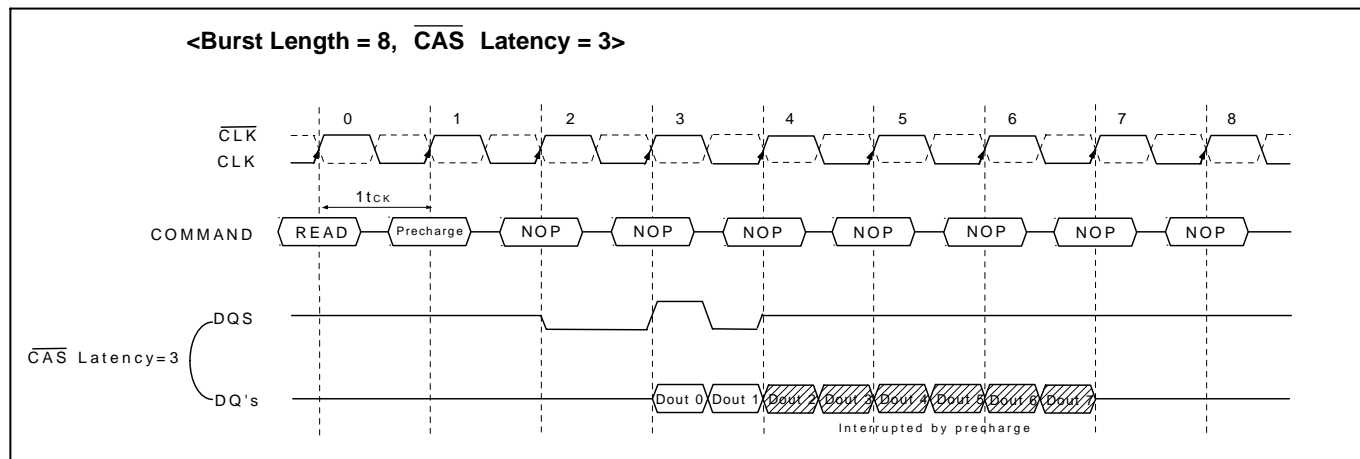 <Burst Length = 8, CAS Latency = 3>
0 1 2 3 4 5 6 7 8
CLK
CLK
1tCK
COMMAND READ Precharge NOP NOP NOP NOP NOP NOP NOP
DQS
CAS Latency=3
DQ's Dout 0 Dout 1 Dout 2 Dout 3 Dout 4 Dout 5 Dout 6 Dout 7
Interrupted by precharge